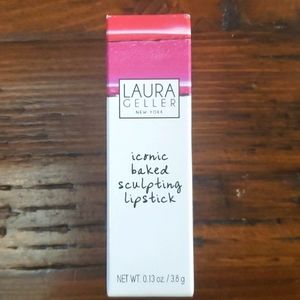 LAURA
GELLER
NEW YORK
iconic
baked
sculpting
lipstick
NET WT. 0.13 oz. / 3.8 g